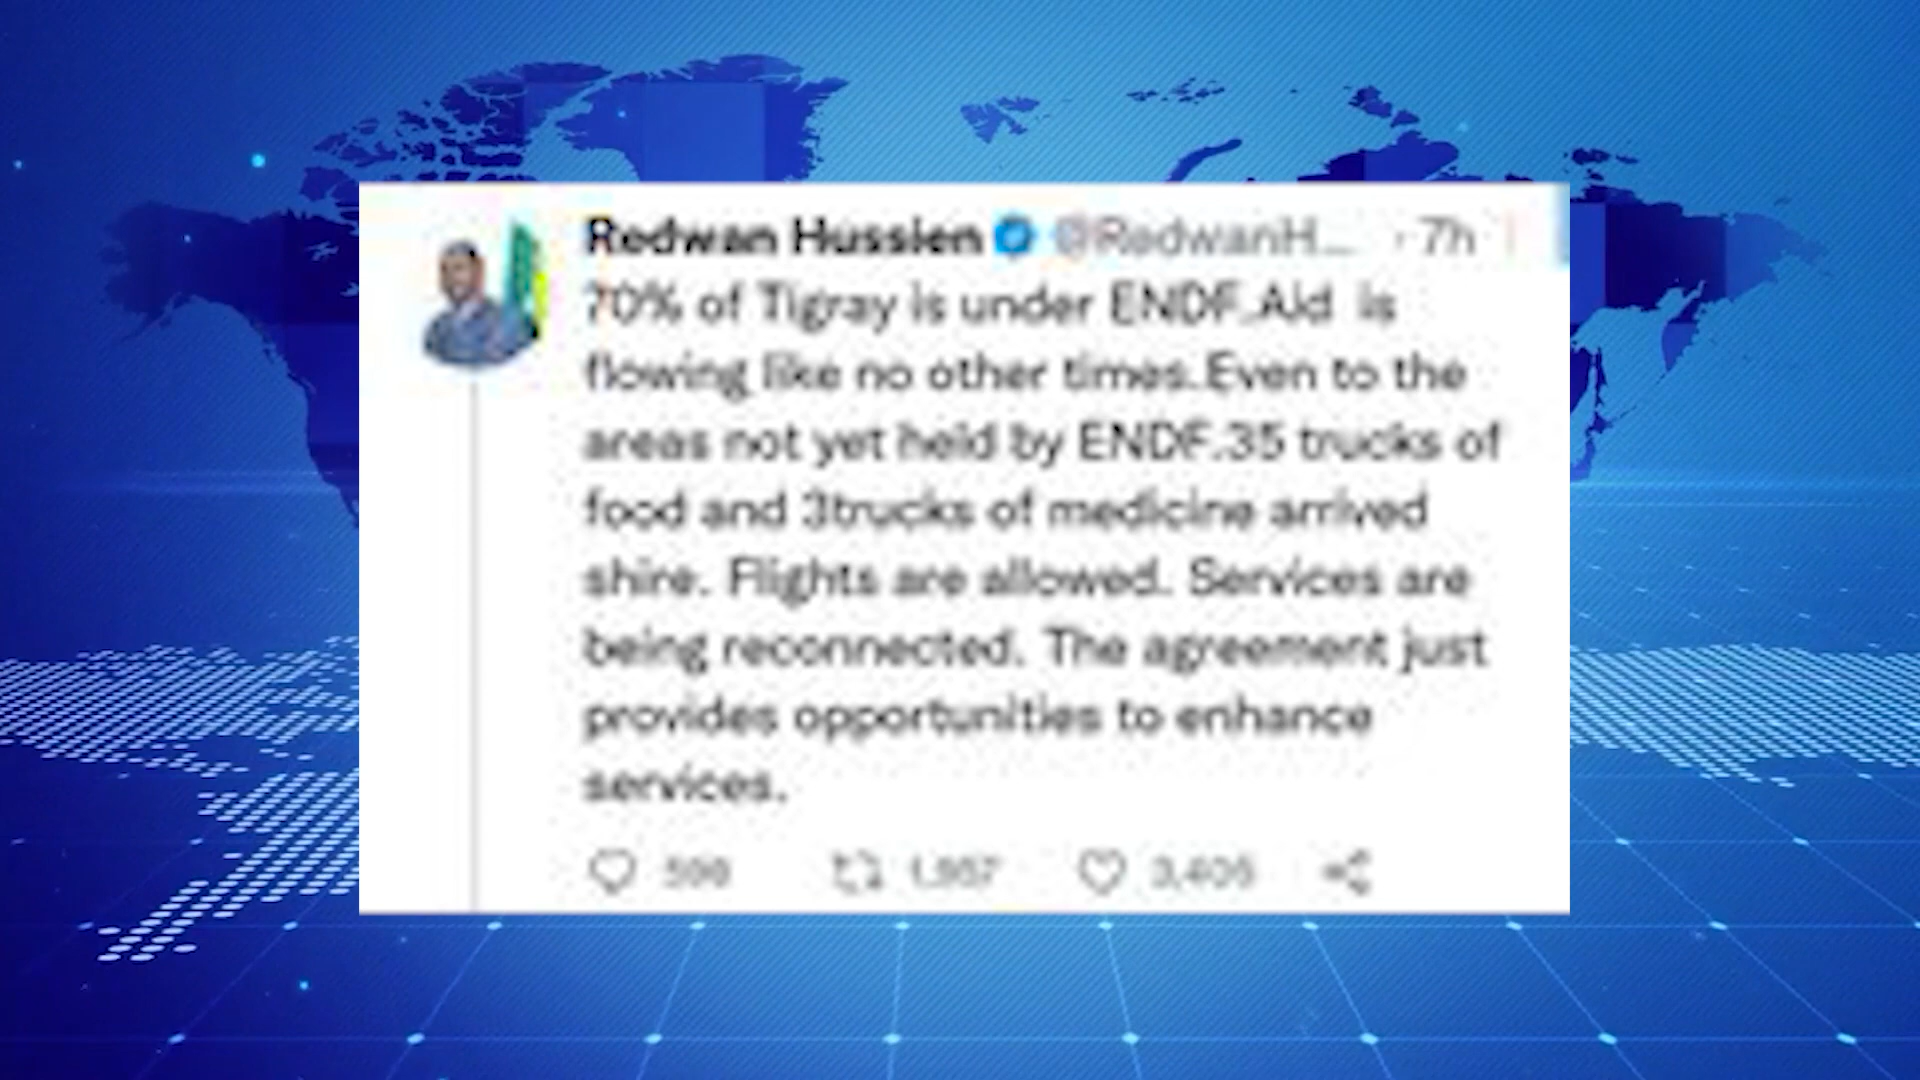 Redwan Hussien @RedwanH... · 7h
70% of Tigray is under ENDF.Aid is
flowing like no other times..Even to the
areas not yet held by ENDF.35 trucks of
food and 3trucks of medicine arrived
shire. Flights are allowed. Services are
being reconnected. The agreement just
provides opportunities to enhance
services.
3,405